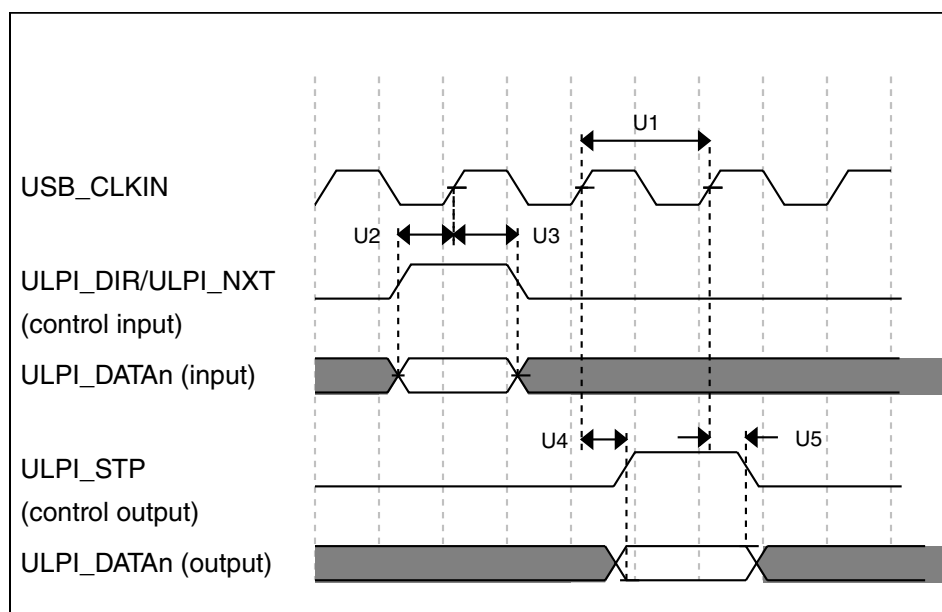 U1
USB_CLKIN
U2
U3
ULPI_DIR/ULPI_NXT
(control input)
ULPI_DATAn (input)
U4
U5
ULPI_STP
(control output)
ULPI_DATAn (output)